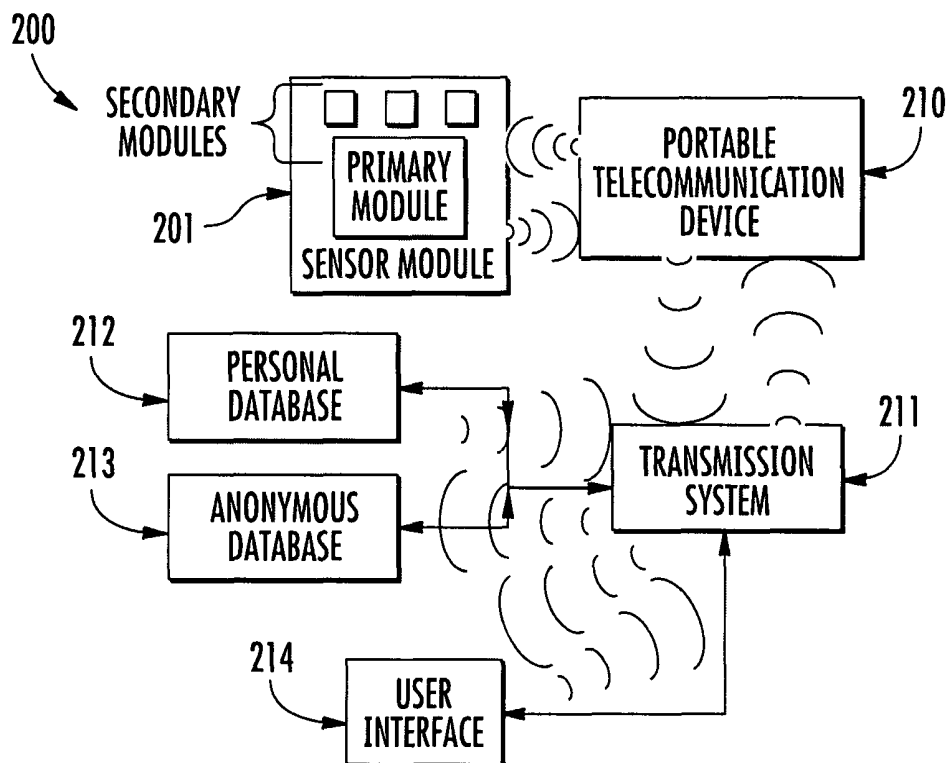 200
SECONDARY
MODULES
PRIMARY
MODULE
201
SENSOR MODULE
PORTABLE
TELECOMMUNICATION
DEVICE
210
212
PERSONAL
DATABASE
213
ANONYMOUS
DATABASE
TRANSMISSION
SYSTEM
211
214
USER
INTERFACE